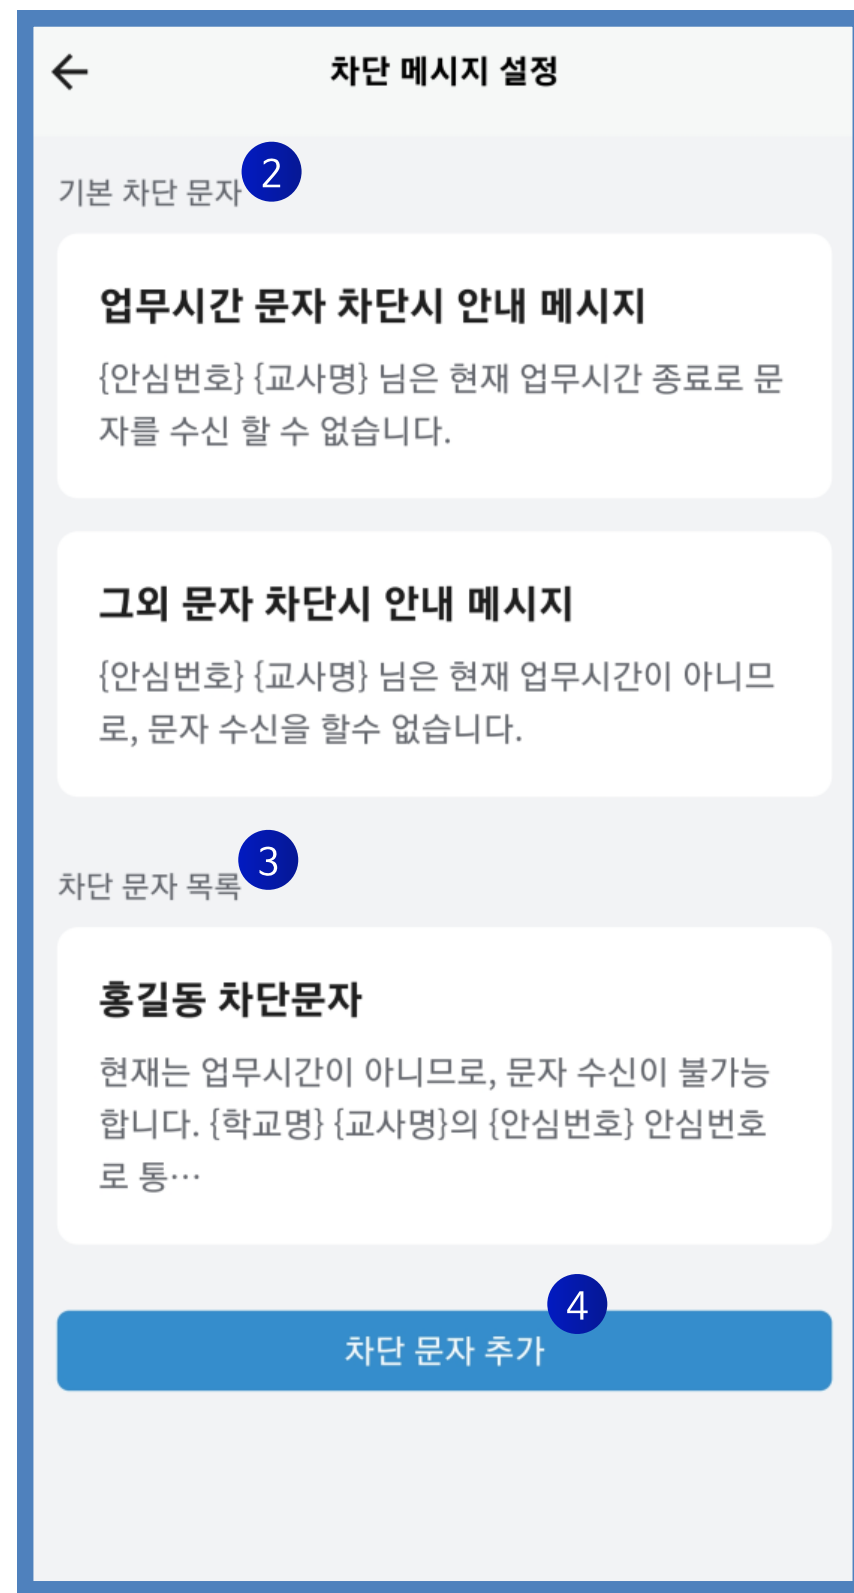 차단 메시지 설정
기본 차단 문자
2
업무시간 문자 차단시 안내 메시지
{안심번호} {교사명} 님은 현재 업무시간 종료로 문
자를 수신 할 수 없습니다.
그외 문자 차단시 안내 메시지
{안심번호} {교사명} 님은 현재 업무시간이 아니므
로, 문자 수신을 할수 없습니다.
차단 문자 목록
3
홍길동 차단문자
현재는 업무시간이 아니므로, 문자 수신이 불가능
합니다. {학교명} {교사명}의 {안심번호} 안심번호
로 통…
4
차단 문자 추가